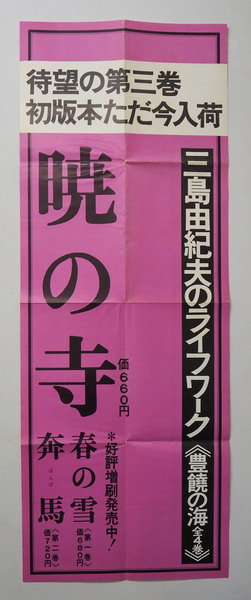 待望の第三巻
初版本ただ今入荷
三島由紀夫のライフワーク《豊饒の海全4巻》
暁の寺
価660円
*好評増刷発売中!
春の雪《第一巻》価680円
奔馬《第二巻》価720円
ほんば